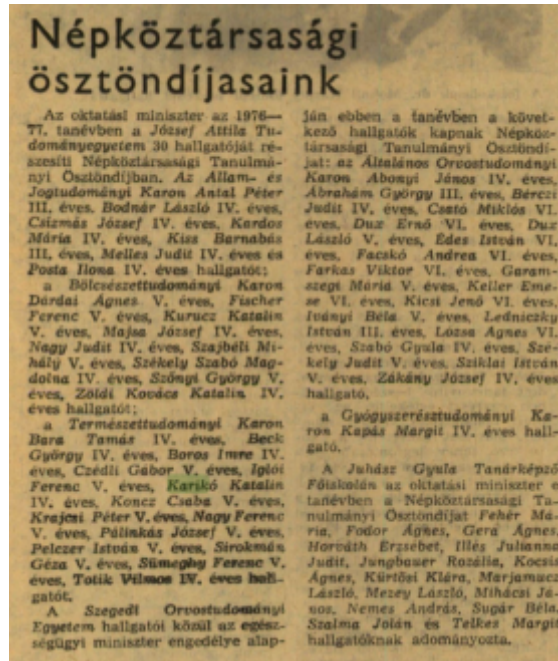 Népköztársasági
ösztöndíjasaink
Az oktatási miniszter az 1976—
77. tanévben a József Attila Tu-
dományegyetem 30 hallgatóját ré-
szesíti Népköztársasági Tanulmá-
nyi Ösztöndíjban. Az Állam- és
Jogtudományi Karon Antal Péter
III. éves, Bodnár László IV. éves,
Csizmás József IV. éves, Kardos
Mária IV. éves, Kiss Barnabás
III. éves, Melles Judit IV. éves és
Posta Ilona IV. éves hallgatót;
a Bölcsészettudományi Karon
Dárdai Ágnes V. éves, Fischer
Ferenc V. éves, Kurucz Katalin
V. éves, Majsa József IV. éves,
Nagy Judit IV. éves, Szajbéli Mi-
hály V. éves, Székely Szabó Mag-
dolna IV. éves, Szőnyi György V.
éves, Zöldi Kovács Katalin IV.
éves hallgatót;
a Természettudományi Karon
Bara Tamás IV. éves, Beck
György IV. éves, Boros Imre IV.
éves, Czédli Gábor V. éves, Iglói
Ferenc V. éves, Karikó Katalin
IV. éves, Koncz Csaba V. éves,
Krajcsi Péter V. éves, Nagy Ferenc
V. éves, Pálinkás József V. éves,
Pelczer István V. éves, Sirokmán
Géza V. éves, Sümeghy Ferenc V.
éves, Totik Vilmos IV. éves hall-
gatót.
A Szegedi Orvostudományi
Egyetem hallgatói közül az egész-
ségügyi miniszter engedélye alap-
ján ebben a tanévben a követ-
kező hallgatók kapnak Népköz-
társasági Tanulmányi Ösztöndí-
jat: az Általános Orvostudományi
Karon Abonyi János IV. éves,
Ábrahám György III. éves, Bérczi
Judit IV. éves, Csató Miklós VI.
éves, Dux Ernő VI. éves, Dux
László V. éves, Édes István VI.
éves, Facskó Andrea VI. éves,
Farkas Viktor VI. éves, Garam-
szegi Mária V. éves, Keller Eme-
se VI. éves, Kicsi Jenő VI. éves,
Iványi Béla V. éves, Ledniczky
István III. éves, Lózsa Ágnes VI.
éves, Szabó Gyula IV. éves, Szé-
kely Judit V. éves, Sziklai István
V. éves, Zákány József IV. éves
hallgató,
a Gyógyszerésztudományi Ka-
ron Kapás Margit IV. éves hall-
gató.
A Juhász Gyula Tanárképző
Főiskolán az oktatási miniszter e
tanévben a Népköztársasági Ta-
nulmányi Ösztöndíjat Fehér Má-
ria, Fodor Ágnes, Gera Ágnes,
Horváth Erzsébet, Illés Julianna
Judit, Jungbauer Rozália, Kocsis
Ágnes, Kürtösi Klára, Marjamucz
László, Mezey László, Mihácsi Já-
nos, Nemes András, Sugár Béla,
Szalma Jolán és Telkes Margit
hallgatóknak adományozta.